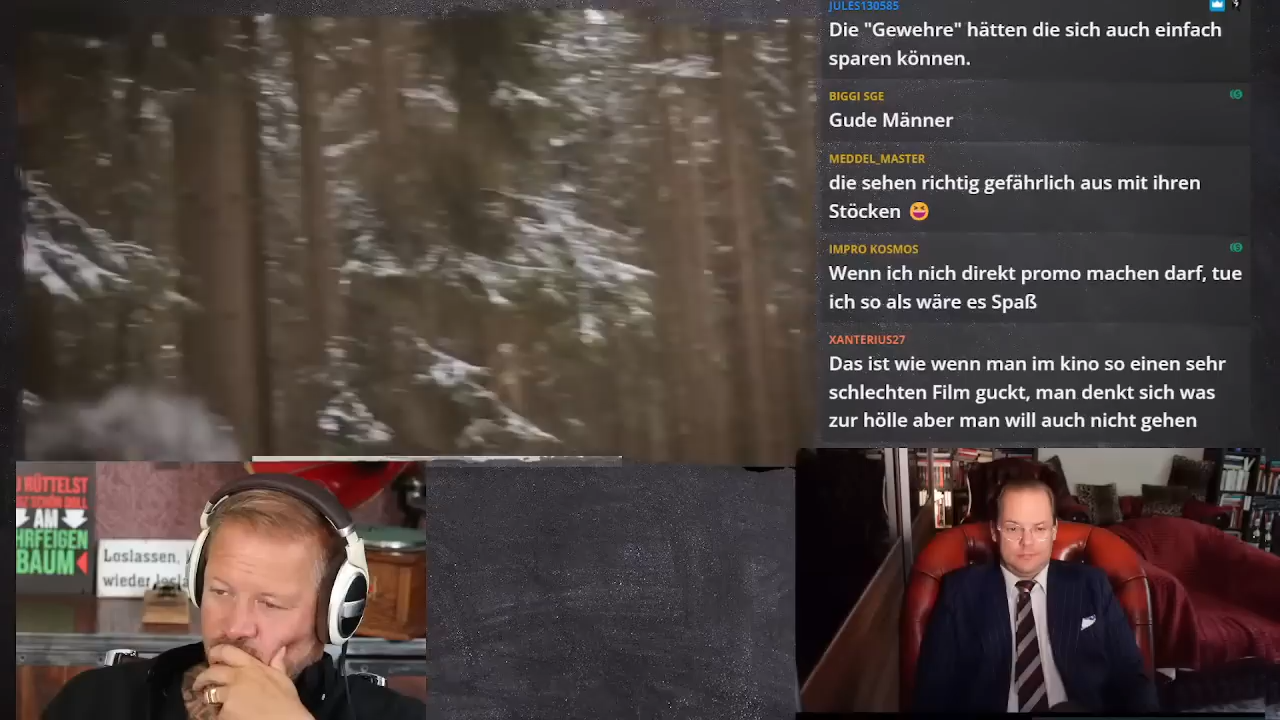 JULES130585
Die "Gewehre" hätten die sich auch einfach
sparen können.
BIGGI SGE
Gude Männer
MEDDEL_MASTER
die sehen richtig gefährlich aus mit ihren
Stöcken 😆
IMPRO KOSMOS
Wenn ich nich direkt promo machen darf, tue
ich so als wäre es Spaß
XANTERIUS27
Das ist wie wenn man im kino so einen sehr
schlechten Film guckt, man denkt sich was
zur hölle aber man will auch nicht gehen
RÜTTELST
AM
HRFEIGEN
BAUM
Loslassen,
wieder